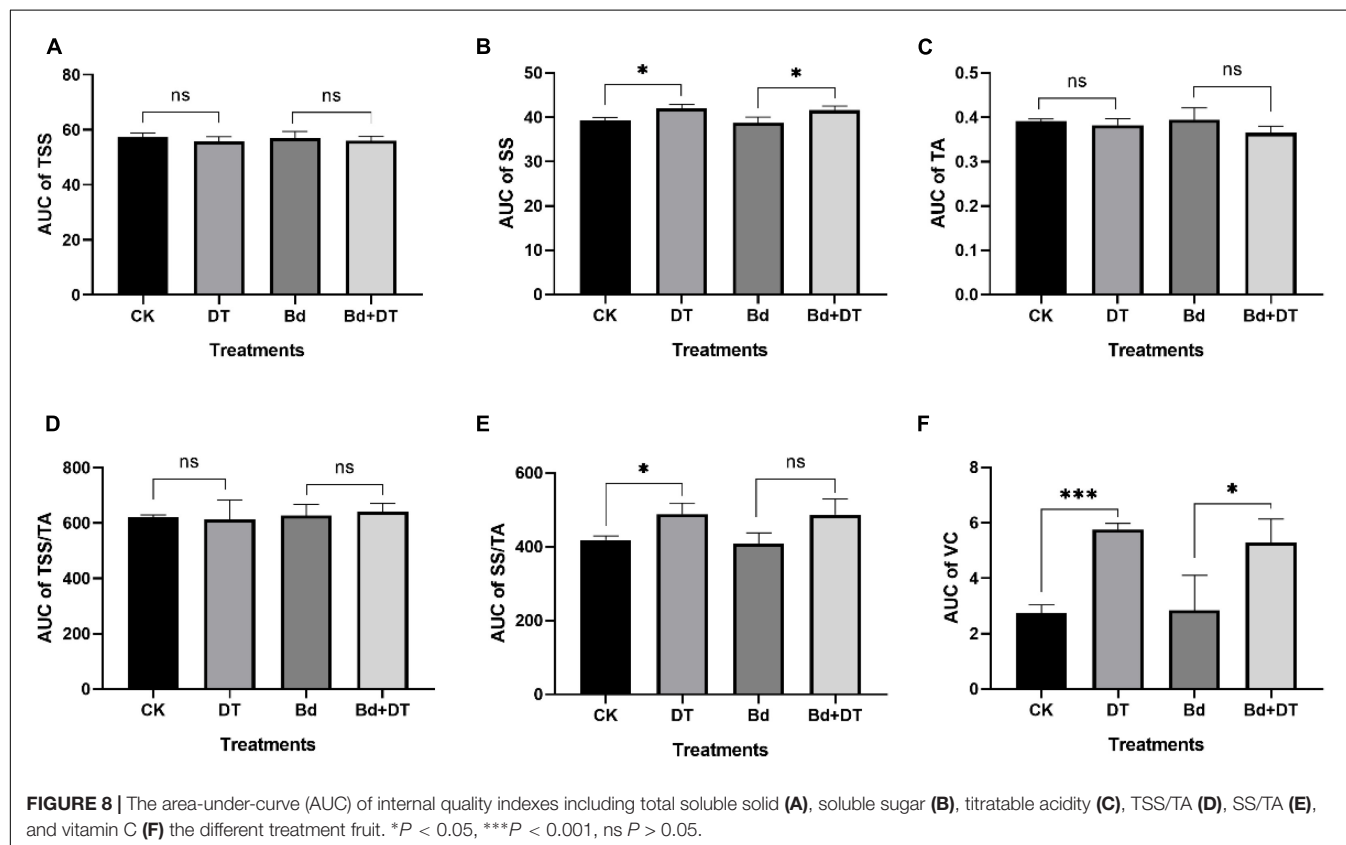 A
AUC of TSS
80
60
40
20
0
ns
ns
CK DT Bd Bd+DT
Treatments
B
AUC of SS
50
40
30
20
10
0
*
*
CK DT Bd Bd+DT
Treatments
C
AUC of TA
0.5
0.4
0.3
0.2
0.1
0.0
ns
ns
CK DT Bd Bd+DT
Treatments
D
AUC of TSS/TA
800
600
400
200
0
ns
ns
CK DT Bd Bd+DT
Treatments
E
AUC of SS/TA
600
400
200
0
*
ns
CK DT Bd Bd+DT
Treatments
F
AUC of VC
8
6
4
2
0
***
*
CK DT Bd Bd+DT
Treatments
FIGURE 8 | The area-under-curve (AUC) of internal quality indexes including total soluble solid (A), soluble sugar (B), titratable acidity (C), TSS/TA (D), SS/TA (E),
and vitamin C (F) the different treatment fruit. *P < 0.05, ***P < 0.001, ns P > 0.05.